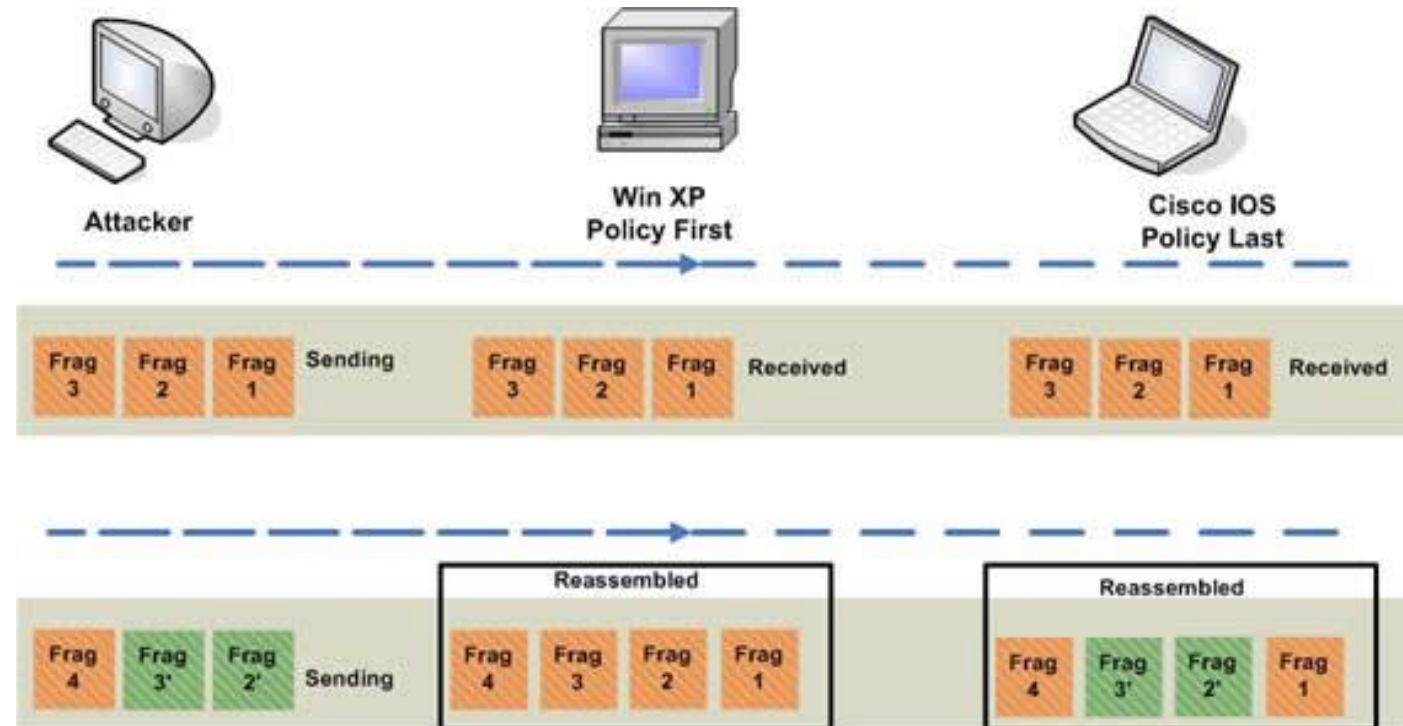 Attacker
Win XP
Policy First
Cisco IOS
Policy Last
Frag 3
Frag 2
Frag 1
Sending
Frag 3
Frag 2
Frag 1
Received
Frag 3
Frag 2
Frag 1
Received
Reassembled
Reassembled
Frag 4
Frag 3'
Frag 2'
Sending
Frag 4
Frag 3
Frag 2
Frag 1
Frag 4
Frag 3'
Frag 2'
Frag 1